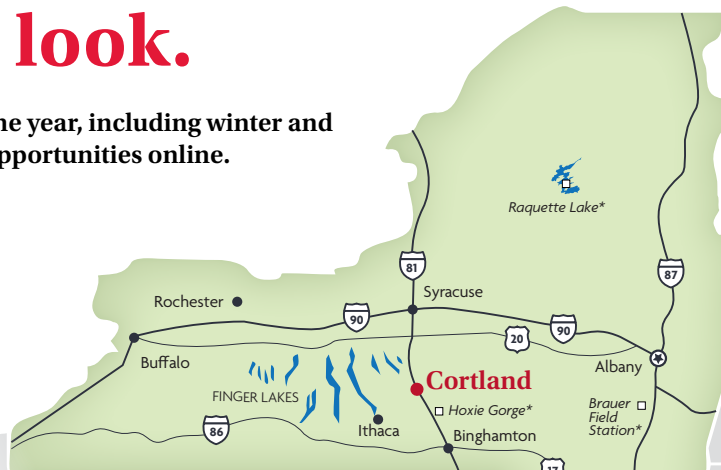 look.
ne year, including winter and
pportunities online.
Raquette Lake*
81
87
Rochester
Syracuse
90
90
20
Buffalo
Albany
Cortland
FINGER LAKES
Hoxie Gorge*
Brauer
Field
Station*
Ithaca
86
Binghamton
17